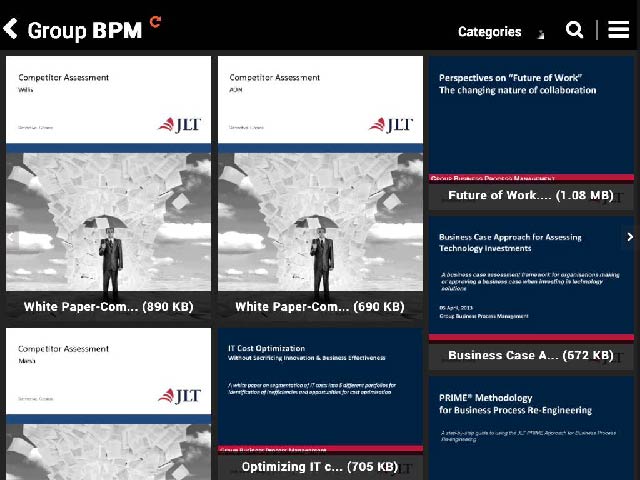 Group BPM
Categories
Competitor Assessment
Willis
JLT
White Paper-Com... (890 KB)
Competitor Assessment
AON
JLT
White Paper-Com... (690 KB)
Perspectives on "Future of Work"
The changing nature of collaboration
GROUP BUSINESS PROCESS MANAGEMENT
Future of Work.... (1.08 MB)
Business Case Approach for Assessing
Technology Investments
A business case assessment framework for organisations making
or approving a business case when investing in technology
solutions
05 April, 2013
Group Business Process Management
Business Case A... (672 KB)
Competitor Assessment
Marsh
JLT
IT Cost Optimization
Without Sacrificing Innovation & Business Effectiveness
A white paper on segmentation of IT costs into 5 different portfolios for
identification of inefficiencies and opportunities for cost optimisation
GROUP BUSINESS PROCESS MANAGEMENT
Optimizing IT c... (705 KB)
PRIME® Methodology
for Business Process Re-Engineering
A step-by-step guide to using the JLT PRIME Approach for Business Process
Re-engineering